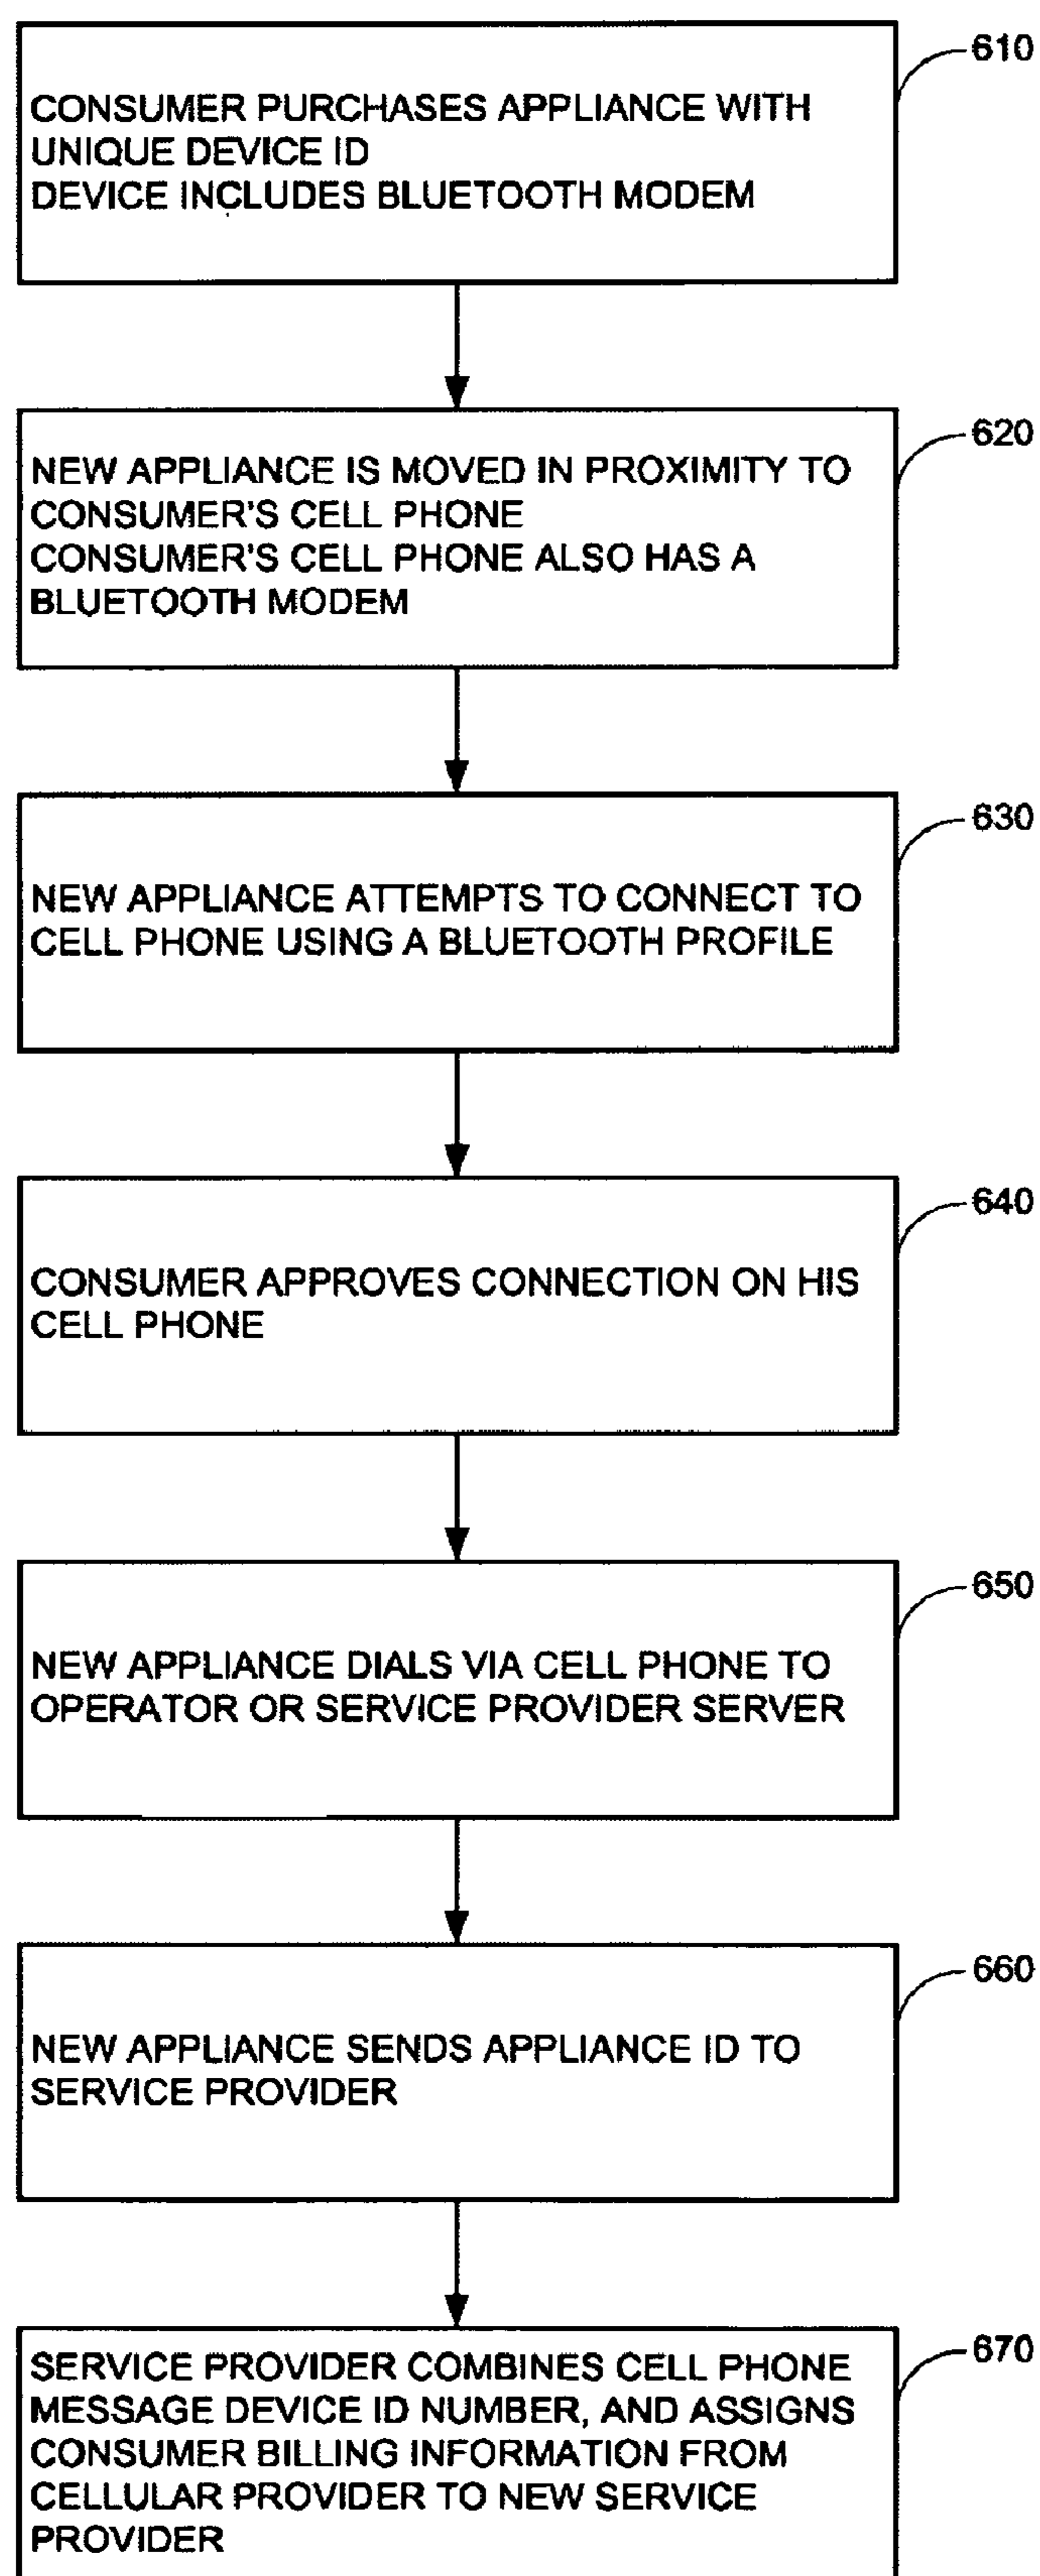 610
CONSUMER PURCHASES APPLIANCE WITH
UNIQUE DEVICE ID
DEVICE INCLUDES BLUETOOTH MODEM
620
NEW APPLIANCE IS MOVED IN PROXIMITY TO
CONSUMER'S CELL PHONE
CONSUMER'S CELL PHONE ALSO HAS A
BLUETOOTH MODEM
630
NEW APPLIANCE ATTEMPTS TO CONNECT TO
CELL PHONE USING A BLUETOOTH PROFILE
640
CONSUMER APPROVES CONNECTION ON HIS
CELL PHONE
650
NEW APPLIANCE DIALS VIA CELL PHONE TO
OPERATOR OR SERVICE PROVIDER SERVER
660
NEW APPLIANCE SENDS APPLIANCE ID TO
SERVICE PROVIDER
670
SERVICE PROVIDER COMBINES CELL PHONE
MESSAGE DEVICE ID NUMBER, AND ASSIGNS
CONSUMER BILLING INFORMATION FROM
CELLULAR PROVIDER TO NEW SERVICE
PROVIDER